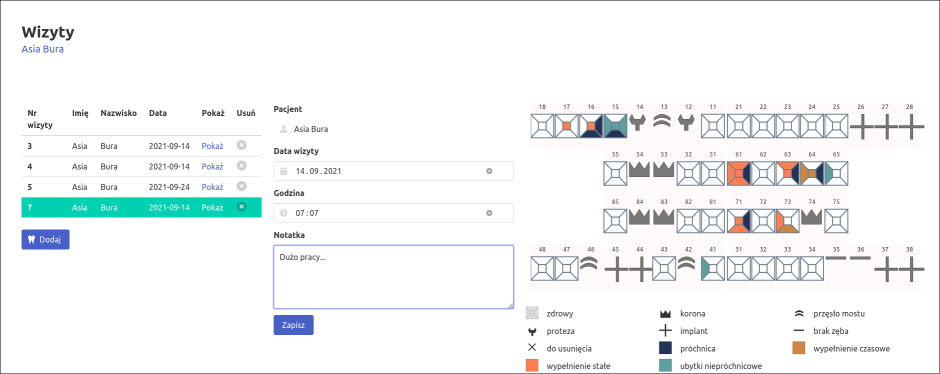 Wizyty
Asia Bura
Nr wizyty Imię Nazwisko Data Pokaż Usuń
3 Asia Bura 2021-09-14 Pokaż
4 Asia Bura 2021-09-14 Pokaż
5 Asia Bura 2021-09-24 Pokaż
7 Asia Bura 2021-09-14 Pokaż
Dodaj
Pacjent
Asia Bura
Data wizyty
14.09.2021
Godzina
07:07
Notatka
Dużo pracy...
Zapisz
18 17 16 15 14 13 12 11 21 22 23 24 25 26 27 28
55 54 53 52 51 61 62 63 64 65
85 84 83 82 81 71 72 73 74 75
48 47 46 45 44 43 42 41 31 32 33 34 35 36 37 38
zdrowy korona przęsło mostu
proteza implant brak zęba
do usunięcia próchnica wypełnienie czasowe
wypełnienie stałe ubytki niepróchnicowe